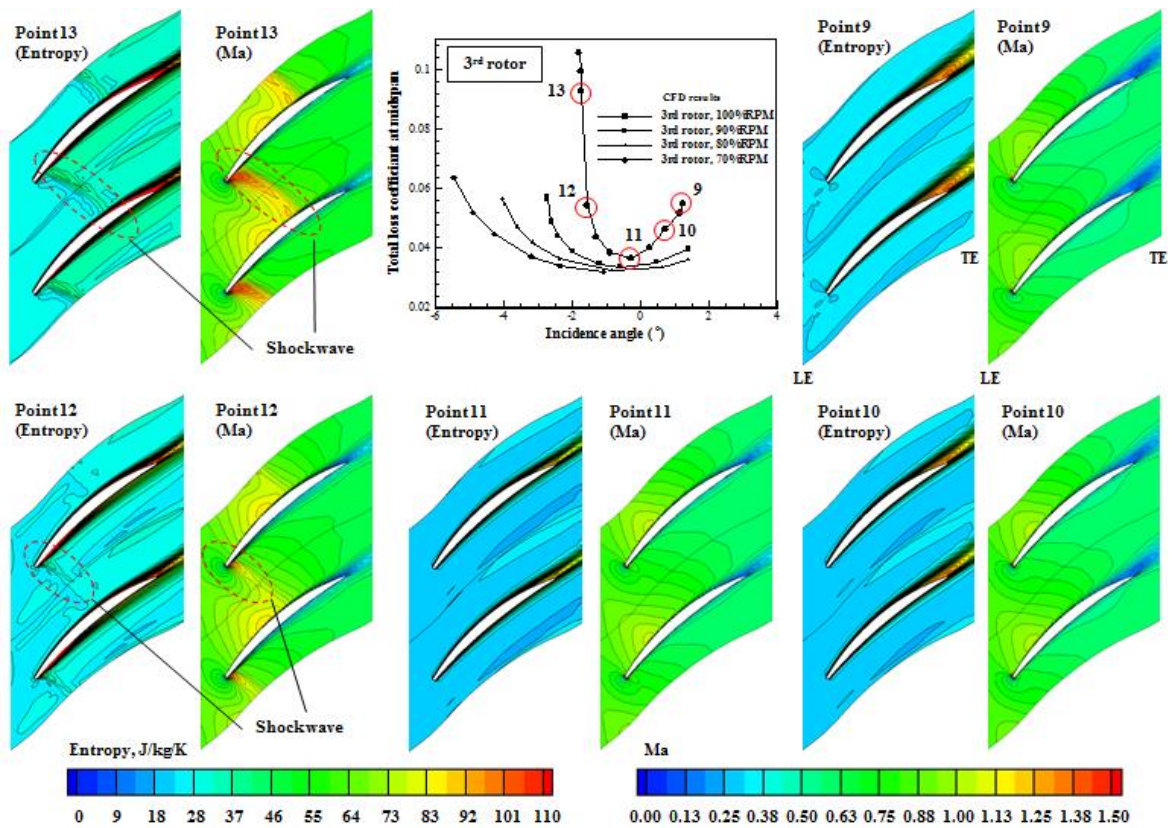 Point13
(Entropy)
Point13
(Ma)
3rd rotor
0.1
0.08
0.06
0.04
0.02
Total loss coefficiant at midspan
13
12
11
10
9
CFD results
3rd rotor, 100%RPM
3rd rotor, 90%RPM
3rd rotor, 80%RPM
3rd rotor, 70%RPM
-6 -4 -2 0 2 4
Incidence angle (°)
Point9
(Entropy)
Point9
(Ma)
TE
TE
Shockwave
LE
LE
Point12
(Entropy)
Point12
(Ma)
Point11
(Entropy)
Point11
(Ma)
Point10
(Entropy)
Point10
(Ma)
Shockwave
Entropy, J/kg/K
0 9 18 28 37 46 55 64 73 83 92 101 110
Ma
0.00 0.13 0.25 0.38 0.50 0.63 0.75 0.88 1.00 1.13 1.25 1.38 1.50